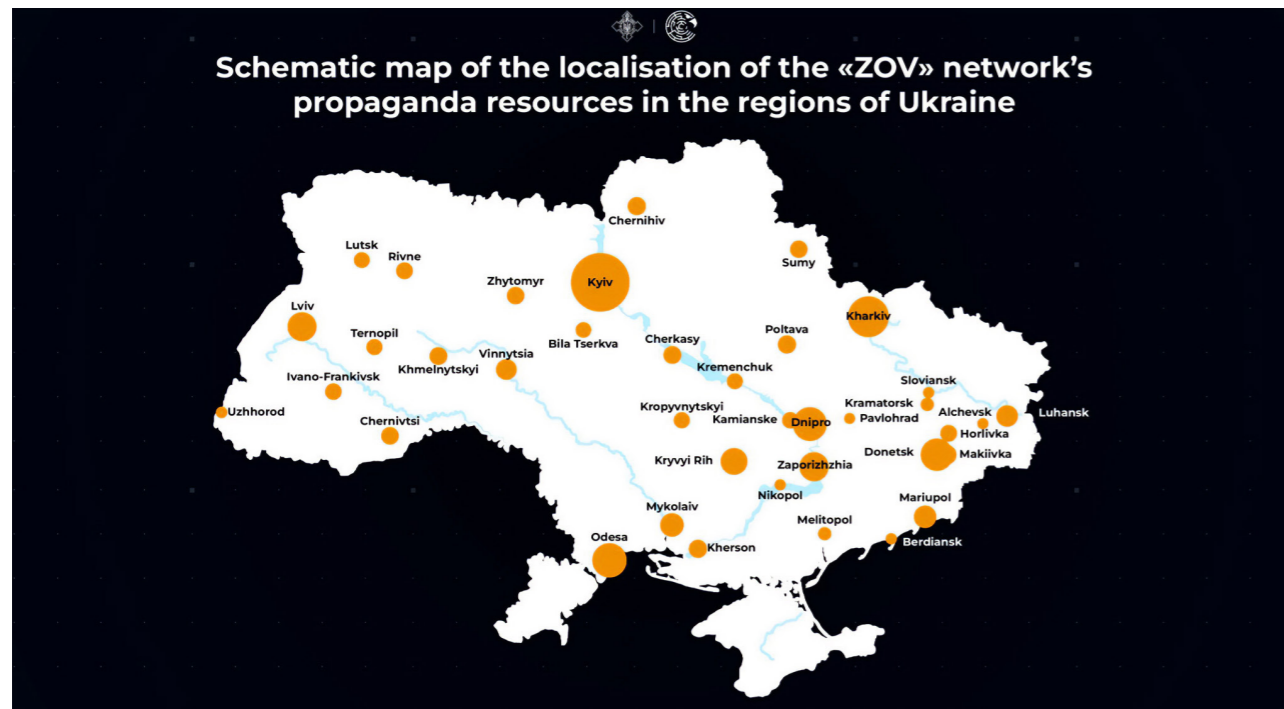 Schematic map of the localisation of the «ZOV» network's
propaganda resources in the regions of Ukraine
Chernihiv
Lutsk
Rivne
Sumy
Zhytomyr
Kyiv
Lviv
Kharkiv
Ternopil
Bila Tserkva
Cherkasy
Poltava
Khmelnytskyi
Vinnytsia
Kremenchuk
Ivano-Frankivsk
Sloviansk
Uzhhorod
Chernivtsi
Kropyvnytskyi
Kamianske
Dnipro
Kramatorsk
Pavlohrad
Alchevsk
Luhansk
Horlivka
Donetsk
Makiivka
Kryvyi Rih
Zaporizhzhia
Nikopol
Mariupol
Mykolaiv
Melitopol
Odesa
Kherson
Berdiansk